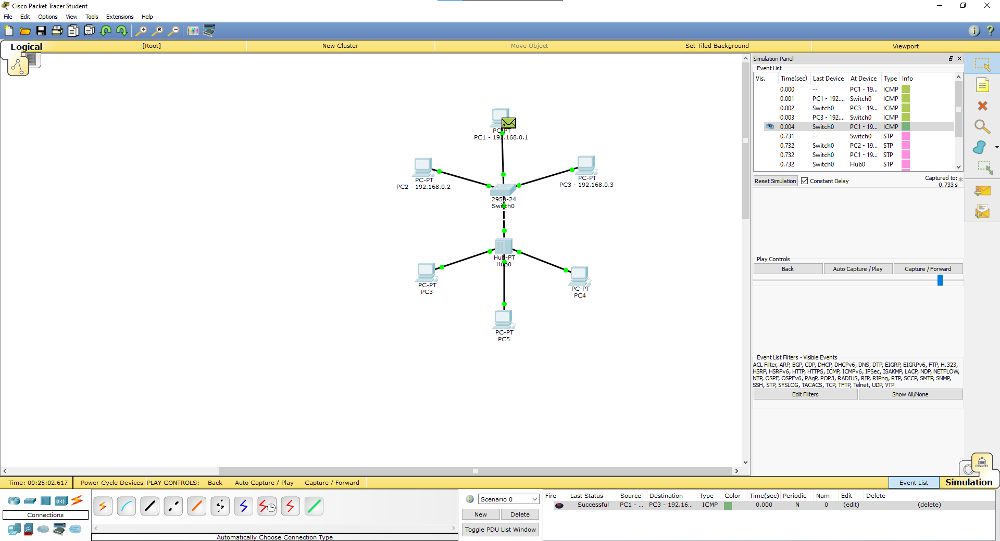 Cisco Packet Tracer Student
File Edit Options View Tools Extensions Help
Logical [Root] New Cluster Move Object Set Tiled Background Viewport
PC-PT
PC1 - 192.168.0.1
PC-PT
PC2 - 192.168.0.2
PC-PT
PC3 - 192.168.0.3
2950-24
Switch0
Hub-PT
Hub0
PC-PT
PC3
PC-PT
PC4
PC-PT
PC5
Simulation Panel
Event List
Vis. Time(sec) Last Device At Device Type Info
0.000 -- PC1 - 19... ICMP
0.001 PC1 - 192.... Switch0 ICMP
0.002 Switch0 PC3 - 19... ICMP
0.003 PC3 - 192.... Switch0 ICMP
0.004 Switch0 PC1 - 19... ICMP
0.731 -- Switch0 STP
0.732 Switch0 PC2 - 19... STP
0.732 Switch0 PC1 - 19... STP
0.732 Switch0 Hub0 STP
Reset Simulation Constant Delay Captured to: *
0.733 s
Play Controls
Back Auto Capture / Play Capture / Forward
Event List Filters - Visible Events
ACL Filter, ARP, BGP, CDP, DHCP, DHCPv6, DNS, DTP, EIGRP, EIGRPv6, FTP, H.323,
HSRP, HSRPv6, HTTP, HTTPS, ICMP, ICMPv6, IPSec, ISAKMP, LACP, NDP, NETFLOW,
NTP, OSPF, OSPFv6, PAgP, POP3, RADIUS, RIP, RIPng, RTP, SCCP, SMTP, SNMP,
SSH, STP, SYSLOG, TACACS, TCP, TFTP, Telnet, UDP, VTP
Edit Filters Show All/None
Time: 00:25:02.617 Power Cycle Devices PLAY CONTROLS: Back Auto Capture / Play Capture / Forward Event List Simulation
Connections
Automatically Choose Connection Type
Scenario 0
New Delete
Toggle PDU List Window
Fire Last Status Source Destination Type Color Time(sec) Periodic Num Edit Delete
Successful PC1 - ... PC3 - 192.16... ICMP 0.000 N 0 (edit) (delete)